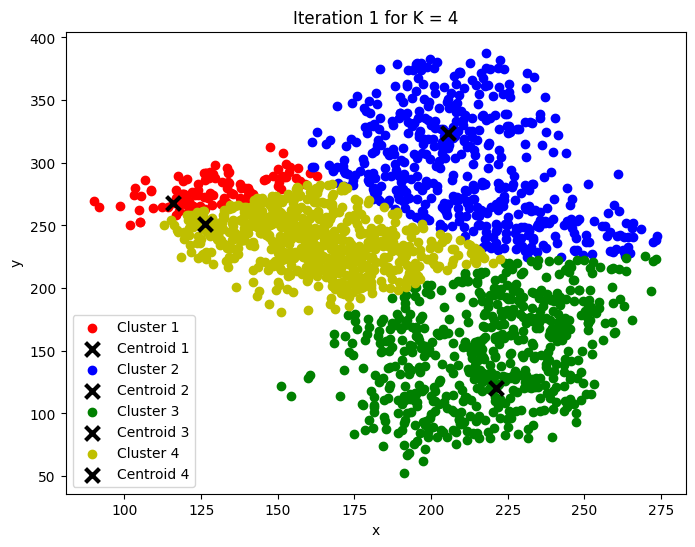 Iteration 1 for K = 4
400
350
300
250
200
150
100
50
y
100
125
150
175
200
225
250
275
x
Cluster 1
Centroid 1
Cluster 2
Centroid 2
Cluster 3
Centroid 3
Cluster 4
Centroid 4